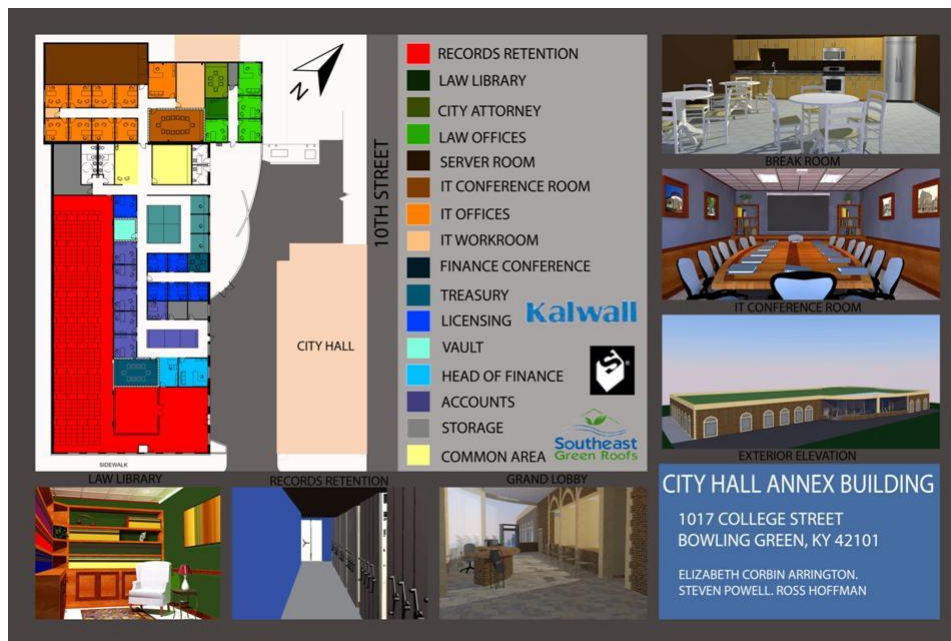 N
10TH STREET
CITY HALL
SIDEWALK
RECORDS RETENTION
LAW LIBRARY
CITY ATTORNEY
LAW OFFICES
SERVER ROOM
IT CONFERENCE ROOM
IT OFFICES
IT WORKROOM
FINANCE CONFERENCE
TREASURY
LICENSING
VAULT
HEAD OF FINANCE
ACCOUNTS
STORAGE
COMMON AREA
Kalwall
Southeast
Green Roofs
BREAK ROOM
IT CONFERENCE ROOM
EXTERIOR ELEVATION
LAW LIBRARY
RECORDS RETENTION
GRAND LOBBY
CITY HALL ANNEX BUILDING
1017 COLLEGE STREET
BOWLING GREEN, KY 42101
ELIZABETH CORBIN ARRINGTON.
STEVEN POWELL. ROSS HOFFMAN